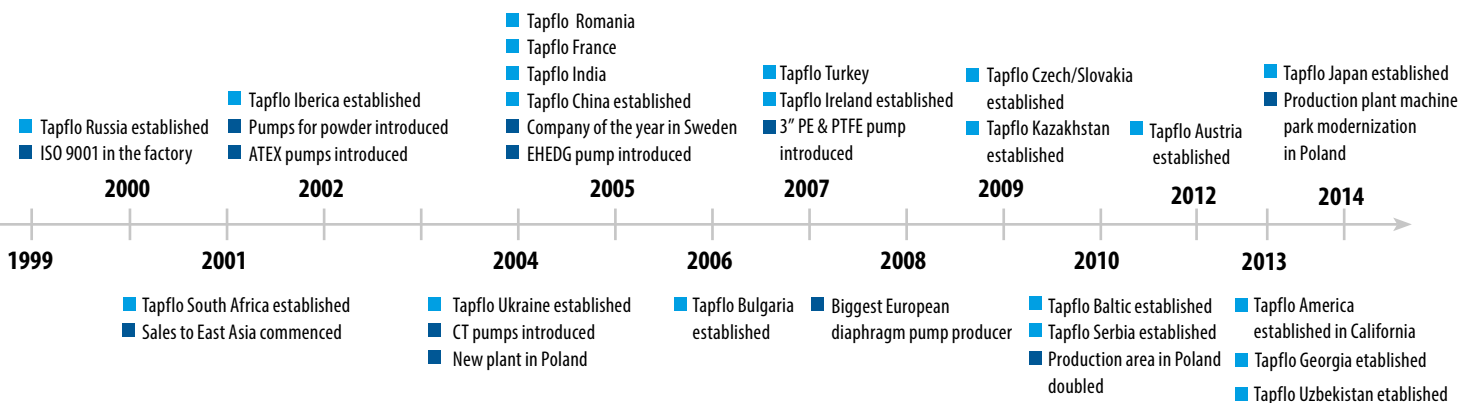 Tapflo Russia established
ISO 9001 in the factory
2000
Tapflo Iberica established
Pumps for powder introduced
ATEX pumps introduced
2002
Tapflo Romania
Tapflo France
Tapflo India
Tapflo China established
Company of the year in Sweden
EHEDG pump introduced
2005
Tapflo Turkey
Tapflo Ireland established
3” PE & PTFE pump
introduced
2007
Tapflo Czech/Slovakia
established
Tapflo Kazakhstan
established
2009
Tapflo Austria
established
2012
Tapflo Japan established
Production plant machine
park modernization
in Poland
2014
1999
2001
Tapflo South Africa established
Sales to East Asia commenced
2004
Tapflo Ukraine established
CT pumps introduced
New plant in Poland
2006
Tapflo Bulgaria
established
2008
Biggest European
diaphragm pump producer
2010
Tapflo Baltic established
Tapflo Serbia established
Production area in Poland
doubled
2013
Tapflo America
established in California
Tapflo Georgia etablished
Tapflo Uzbekistan etablished